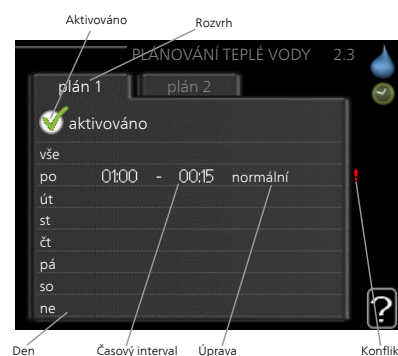 Aktivováno
Rozvrh
PLÁNOVÁNÍ TEPLÉ VODY 2.3
plán 1
plán 2
aktivováno
vše
po 01:00 - 00:15 normální !
út
st
čt
pá
so
ne
?
Den
Časový interval
Úprava
Konflik